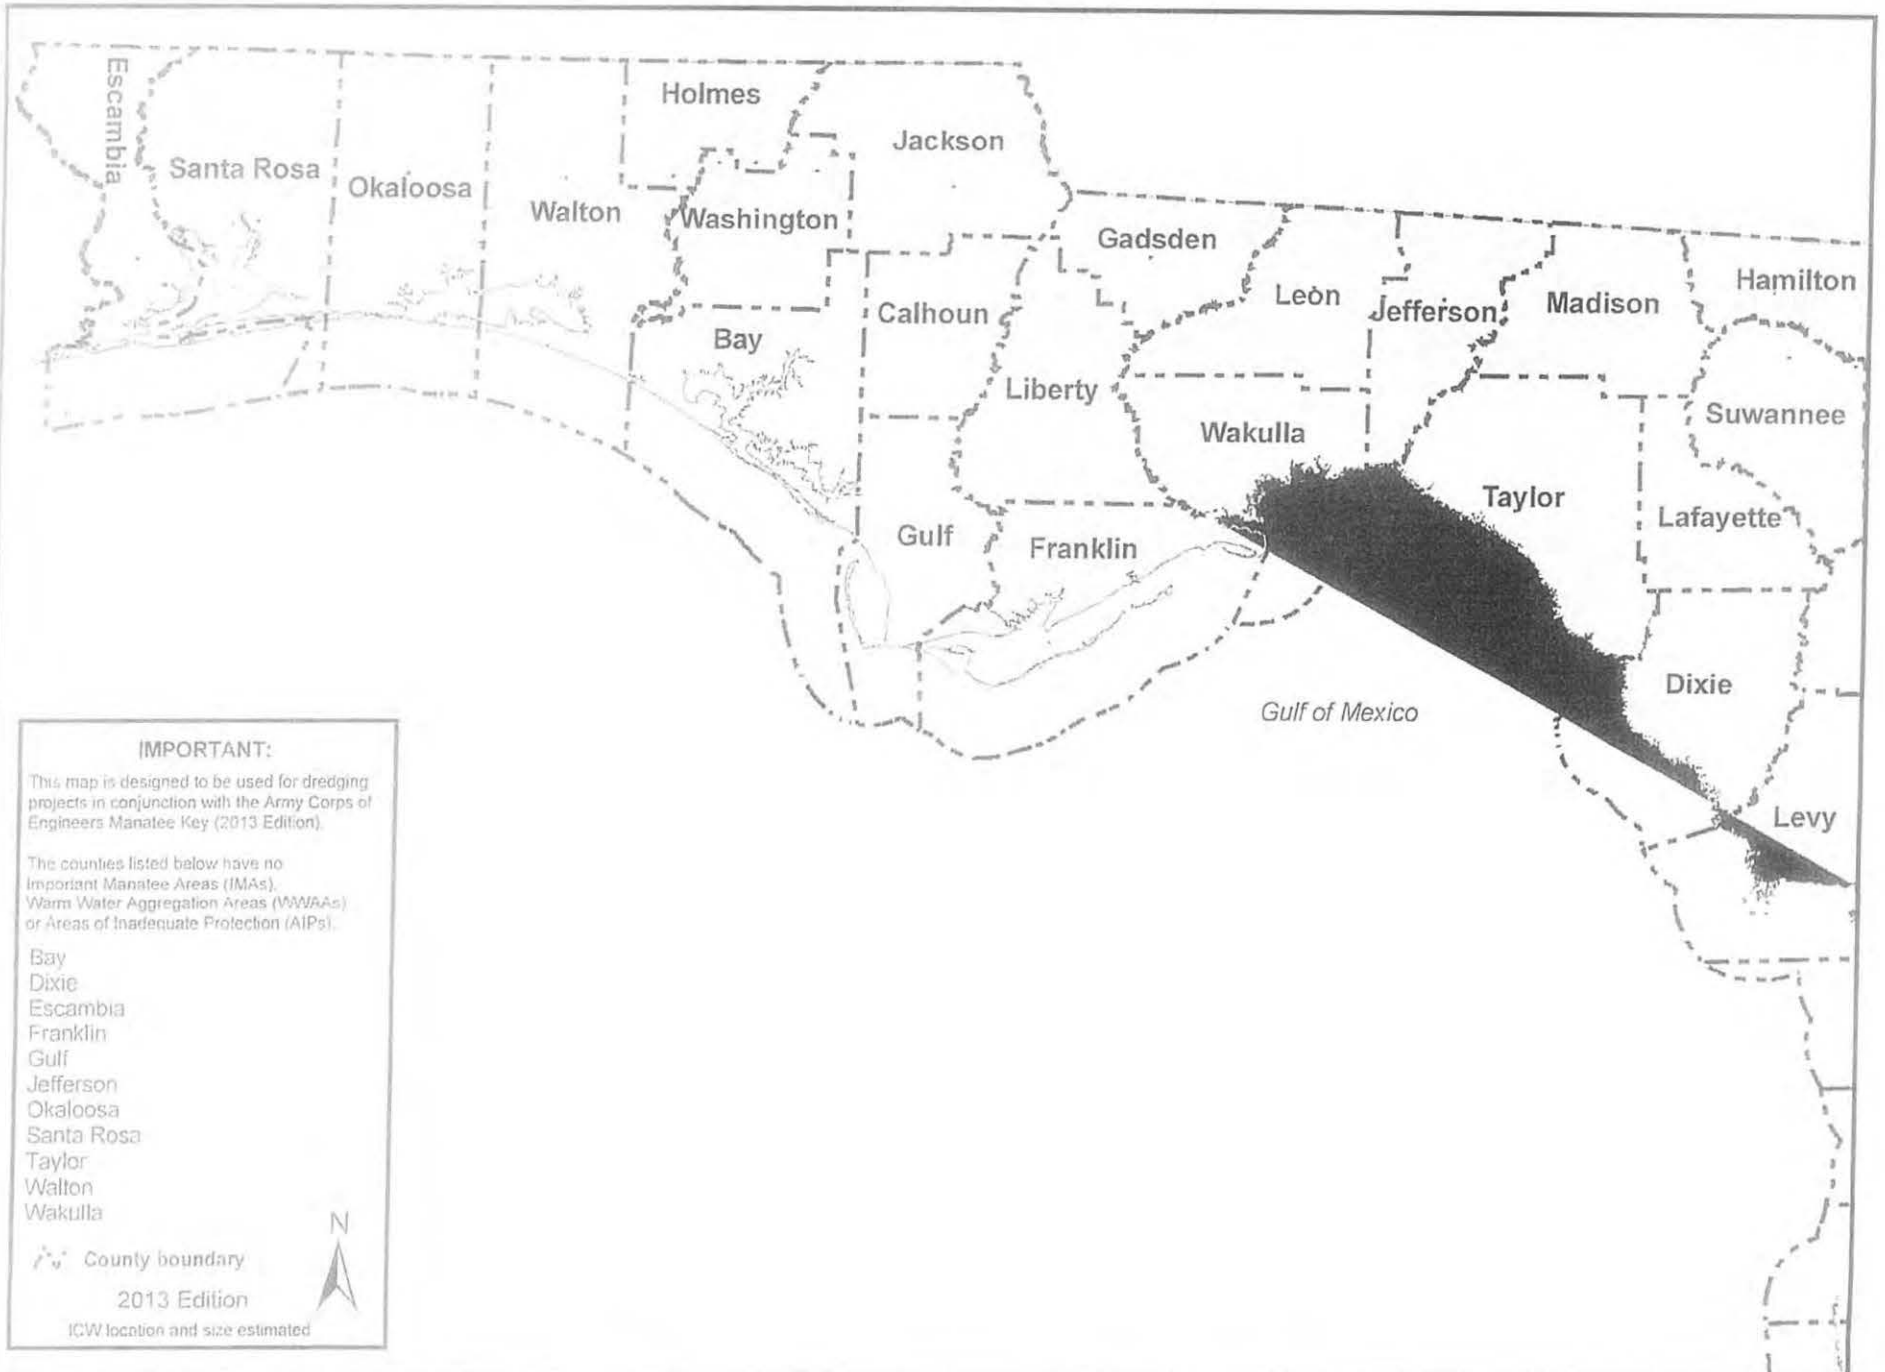 Escambia
Santa Rosa
Okaloosa
Walton
Holmes
Washington
Jackson
Bay
Calhoun
Gulf
Liberty
Gadsden
Franklin
Leon
Wakulla
Jefferson
Madison
Taylor
Hamilton
Suwannee
Lafayette
Dixie
Levy
Gulf of Mexico
IMPORTANT:
This map is designed to be used for dredging
projects in conjunction with the Army Corps of
Engineers Manatee Key (2013 Edition).
The counties listed below have no
Important Manatee Areas (IMAs),
Warm Water Aggregation Areas (WWAAs)
or Areas of Inadequate Protection (AIPs).
Bay
Dixie
Escambia
Franklin
Gulf
Jefferson
Okaloosa
Santa Rosa
Taylor
Walton
Wakulla
N
County boundary
2013 Edition
ICW location and size estimated